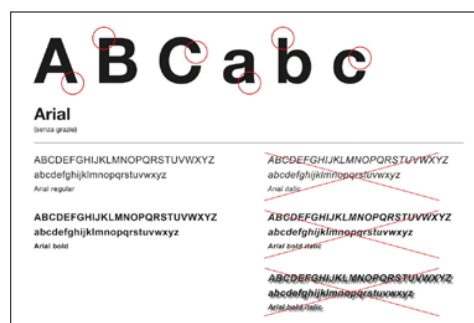 A B C a b c
Arial
(senza grazie)
ABCDEFGHIJKLMNOPQRSTUVWXYZ
abcdefghijklmnopqrstuvwxyz
Arial regular
ABCDEFGHIJKLMNOPQRSTUVWXYZ
abcdefghijklmnopqrstuvwxyz
Arial bold
ABCDEFGHIJKLMNOPQRSTUVWXYZ
abcdefghijklmnopqrstuvwxyz
Arial italic
ABCDEFGHIJKLMNOPQRSTUVWXYZ
abcdefghijklmnopqrstuvwxyz
Arial bold italic
ABCDEFGHIJKLMNOPQRSTUVWXYZ
abcdefghijklmnopqrstuvwxyz
Arial bold italic